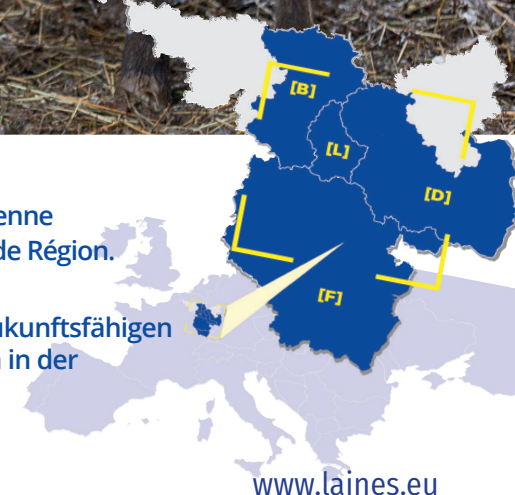 [B]
[L]
[D]
enne
de Région.
[F]
ukunftsfähigen
in der
www.laines.eu